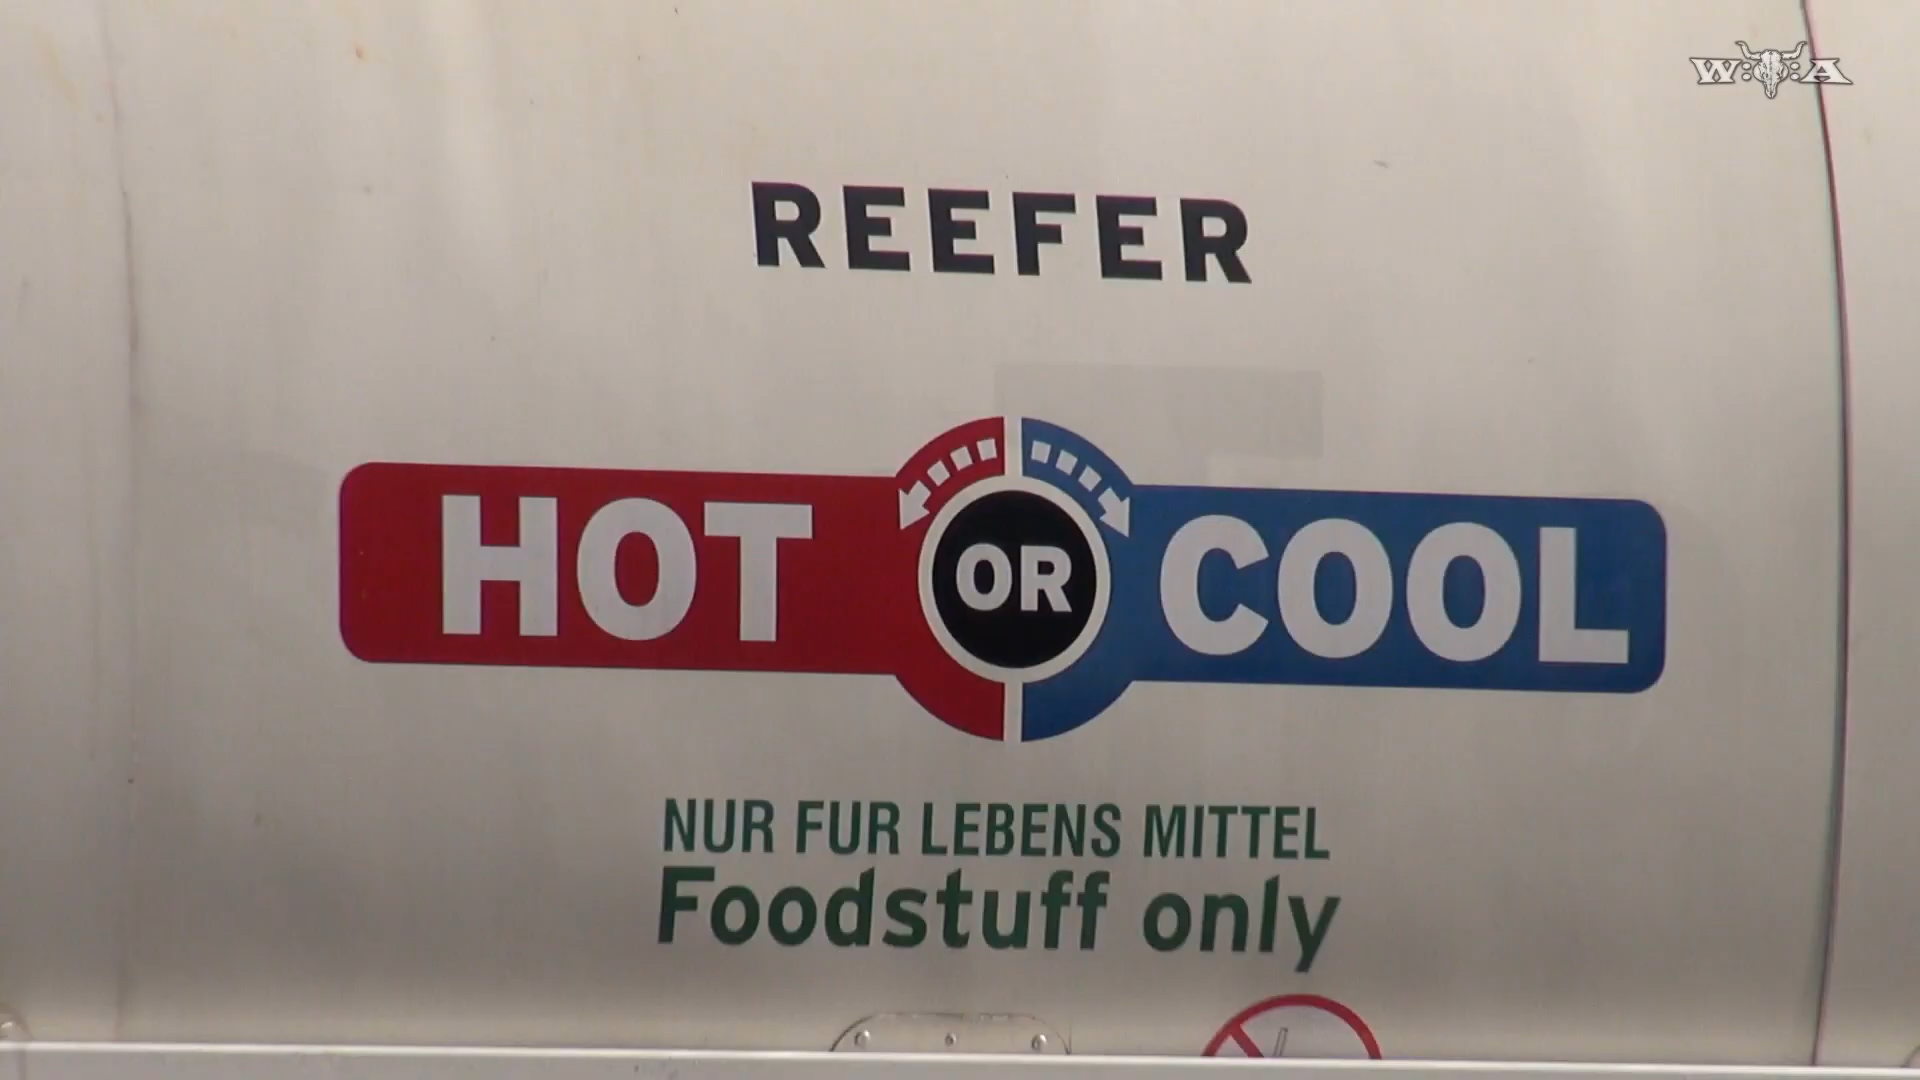 W:O:A
REEFER
HOT OR COOL
NUR FUR LEBENS MITTEL
Foodstuff only